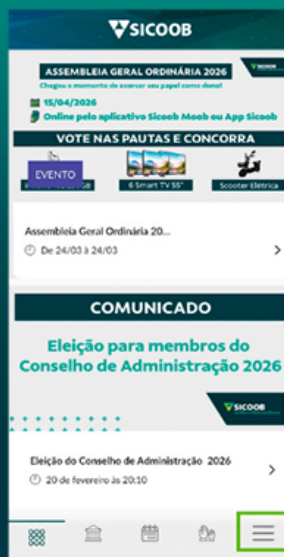 SICOOB
ASSEMBLEIA GERAL ORDINÁRIA 2026
SICOOB
Chegou o momento de exercer seu papel como dono!
15/04/2026
Online pelo aplicativo Sicoob Moob ou App Sicoob
VOTE NAS PAUTAS E CONCORRA
EVENTO
6 Smart TV 55"
Scooter Elétrica
Assembleia Geral Ordinária 20...
De 24/03 à 24/03
COMUNICADO
Eleição para membros do
Conselho de Administração 2026
SICOOB
Eleição do Conselho de Administração 2026
20 de fevereiro às 20:10